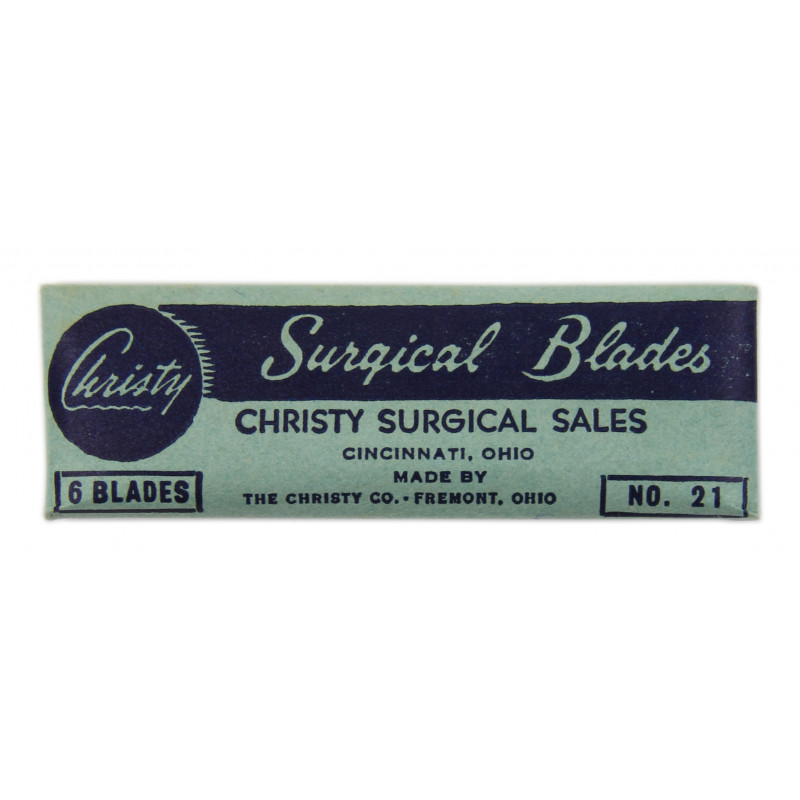 Christy
Surgical Blades
CHRISTY SURGICAL SALES
CINCINNATI, OHIO
MADE BY
THE CHRISTY CO. • FREMONT, OHIO
6 BLADES
NO. 21